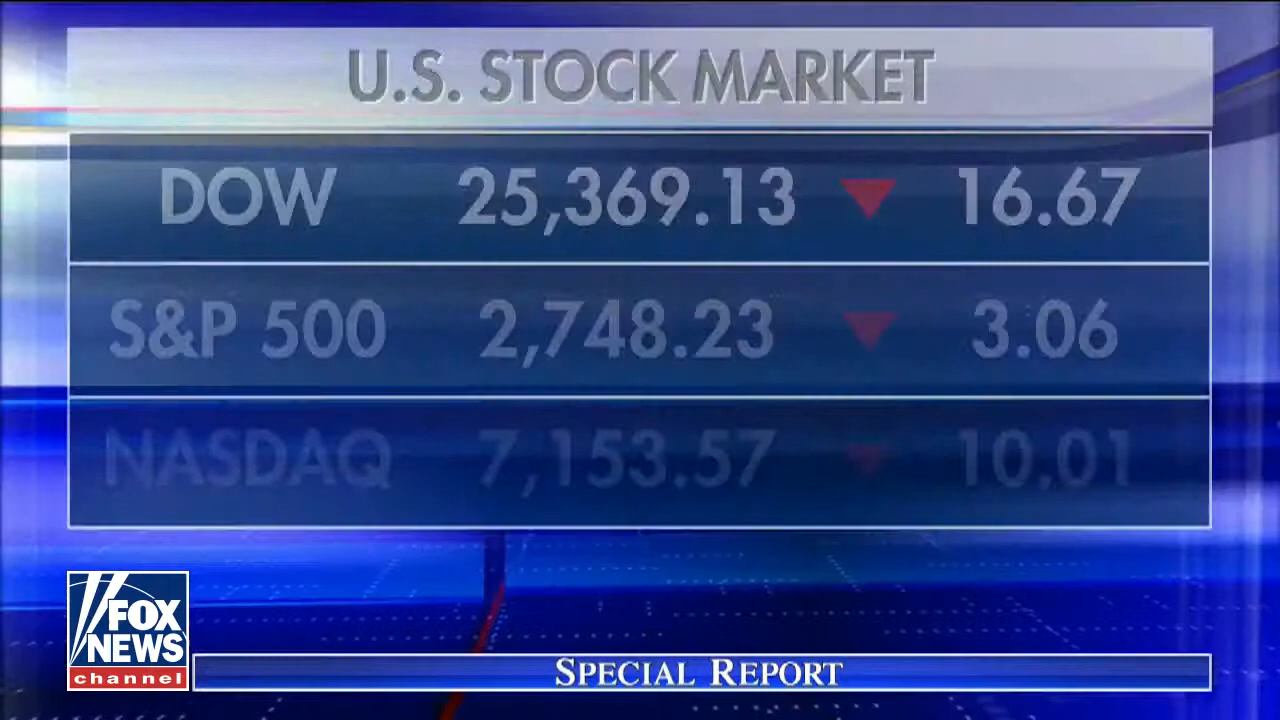 U.S. STOCK MARKET
DOW 25,369.13 16.67
S&P 500 2,748.23 3.06
NASDAQ 7,153.57 10.01
FOX
NEWS
channel
SPECIAL REPORT